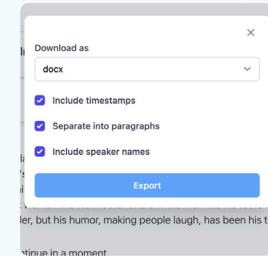 Download as
docx
Include timestamps
Separate into paragraphs
Include speaker names
Export
ler, but his humor, making people laugh, has been his t
ntinue in a moment.